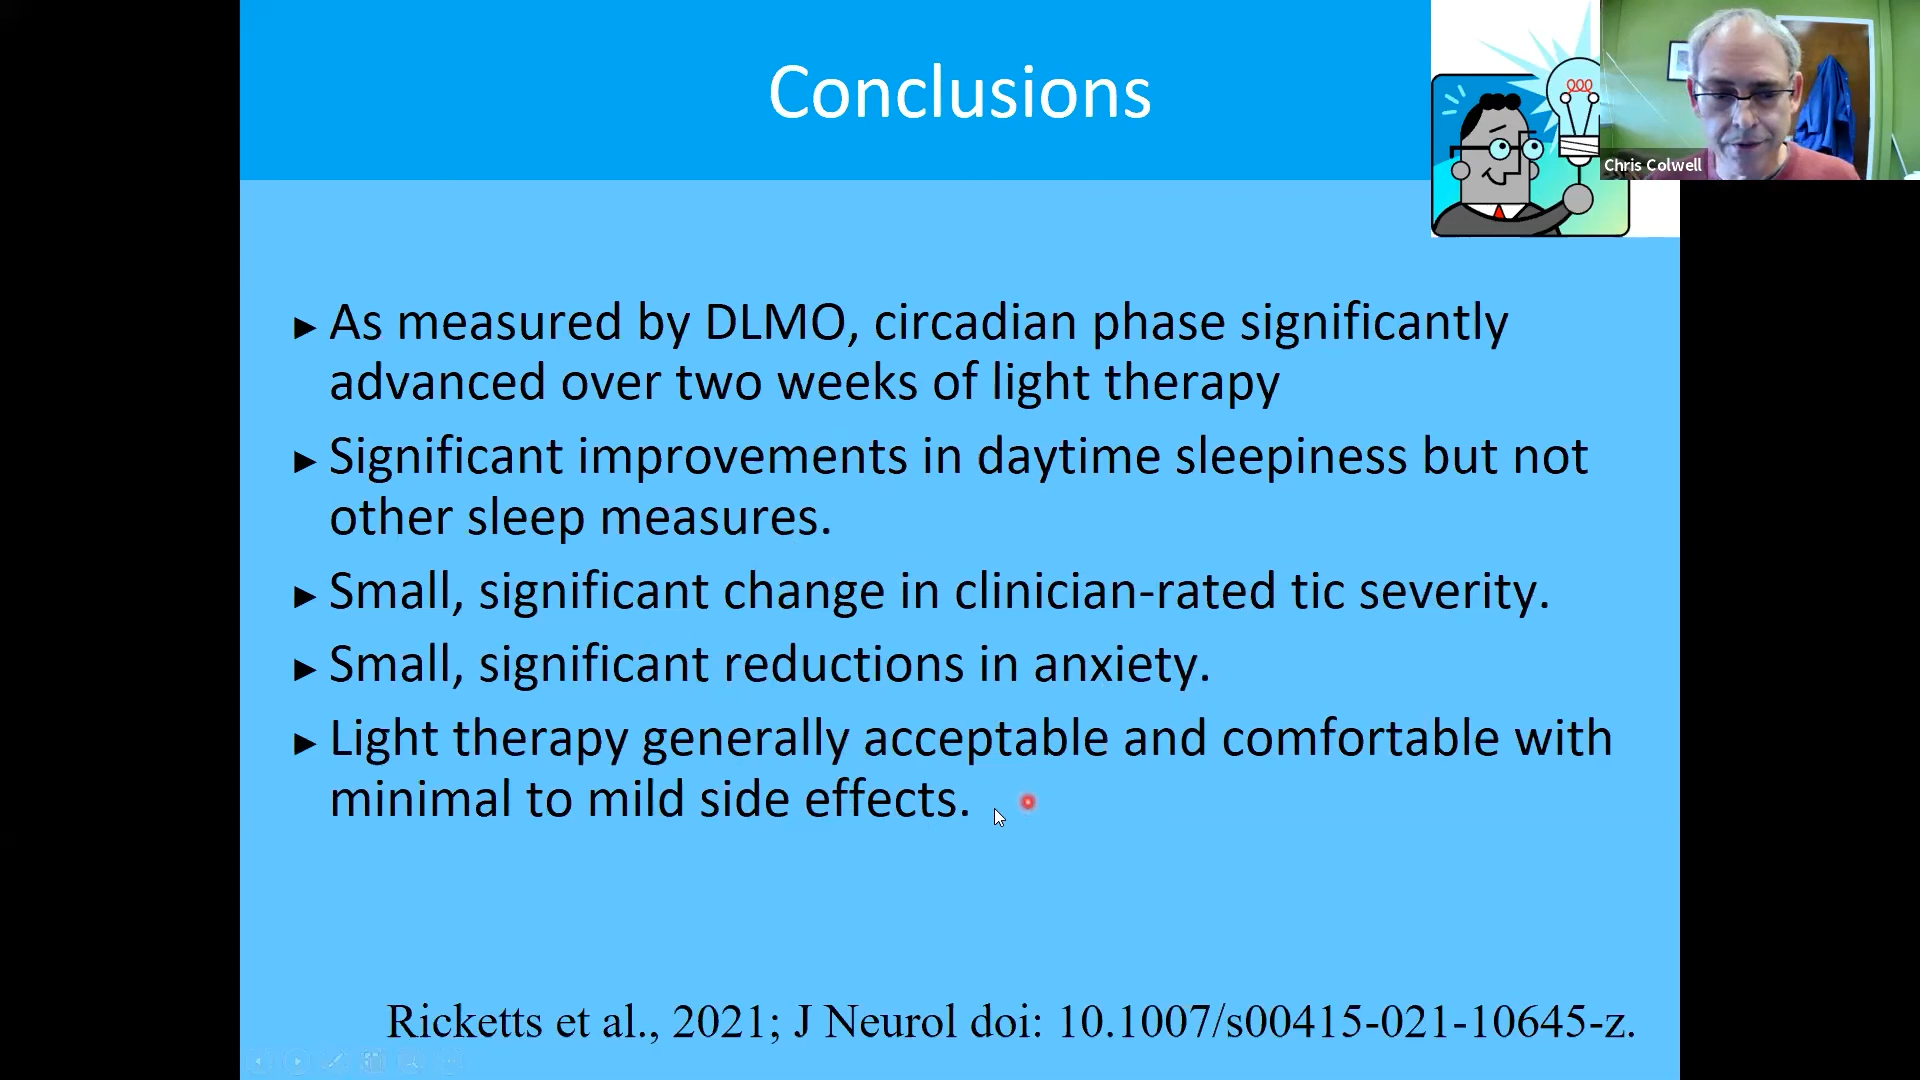 Conclusions
Chris Colwell
► As measured by DLMO, circadian phase significantly
advanced over two weeks of light therapy
► Significant improvements in daytime sleepiness but not
other sleep measures.
► Small, significant change in clinician-rated tic severity.
► Small, significant reductions in anxiety.
► Light therapy generally acceptable and comfortable with
minimal to mild side effects.
Ricketts et al., 2021; J Neurol doi: 10.1007/s00415-021-10645-z.